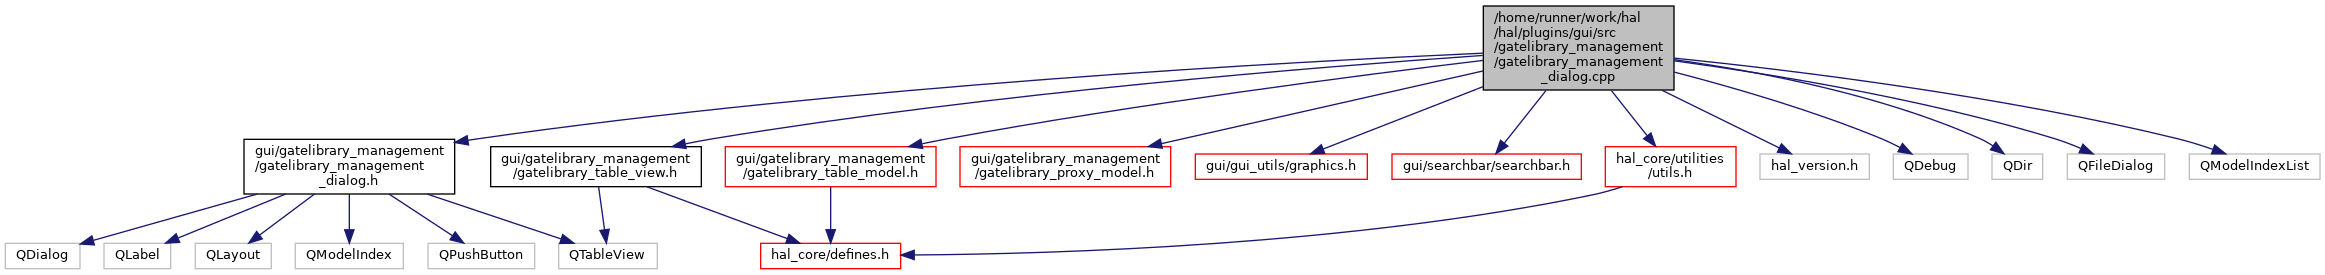 /home/runner/work/hal
/hal/plugins/gui/src
/gatelibrary_management
/gatelibrary_management
_dialog.cpp
gui/gatelibrary_management
/gatelibrary_management
_dialog.h
gui/gatelibrary_management
/gatelibrary_table_view.h
gui/gatelibrary_management
/gatelibrary_table_model.h
gui/gatelibrary_management
/gatelibrary_proxy_model.h
gui/gui_utils/graphics.h
gui/searchbar/searchbar.h
hal_core/utilities
/utils.h
hal_version.h
QDebug
QDir
QFileDialog
QModelIndexList
QDialog
QLabel
QLayout
QModelIndex
QPushButton
QTableView
hal_core/defines.h